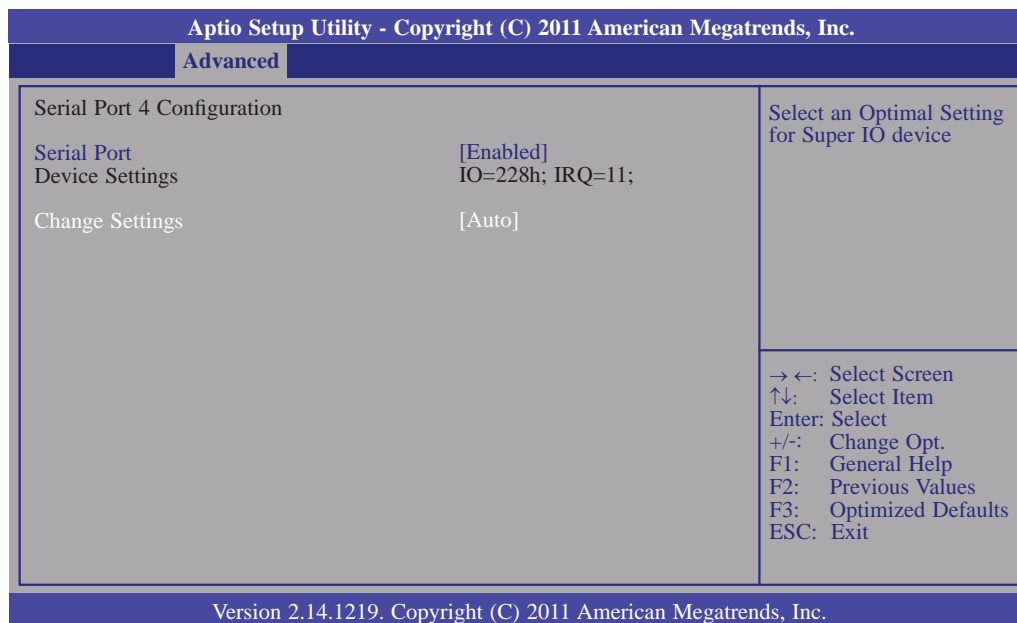 Aptio Setup Utility - Copyright (C) 2011 American Megatrends, Inc.
Advanced
Serial Port 4 Configuration
Serial Port [Enabled]
Device Settings IO=228h; IRQ=11;
Change Settings [Auto]
Select an Optimal Setting
for Super IO device
→ ←: Select Screen
↑↓: Select Item
Enter: Select
+/-: Change Opt.
F1: General Help
F2: Previous Values
F3: Optimized Defaults
ESC: Exit
Version 2.14.1219. Copyright (C) 2011 American Megatrends, Inc.